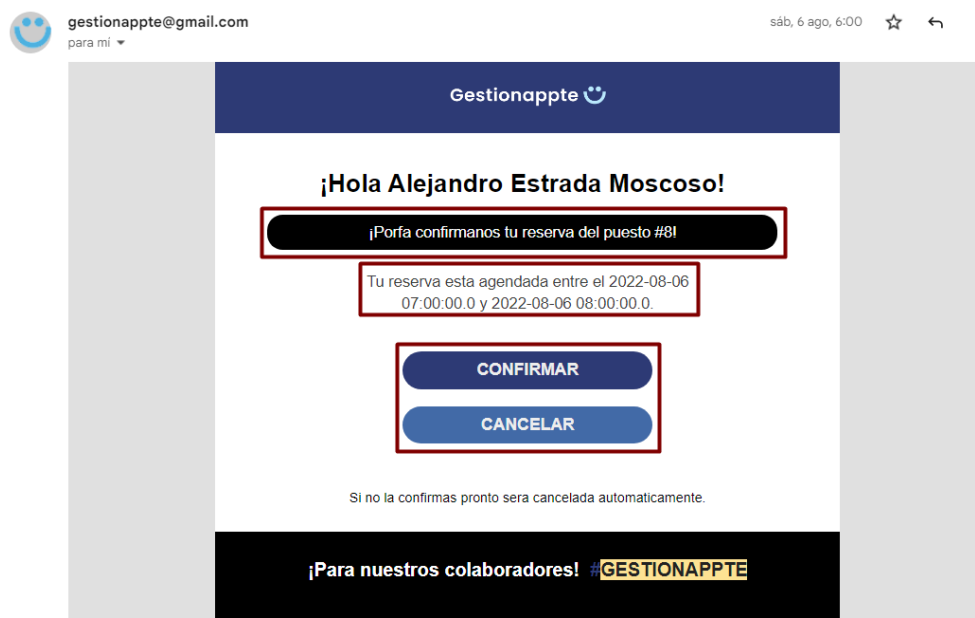 gestionappte@gmail.com
sáb, 6 ago, 6:00
para mí
Gestionappte
¡Hola Alejandro Estrada Moscoso!
¡Porfa confirmanos tu reserva del puesto #8!
Tu reserva esta agendada entre el 2022-08-06
07:00:00.0 y 2022-08-06 08:00:00.0.
CONFIRMAR
CANCELAR
Si no la confirmas pronto sera cancelada automaticamente.
¡Para nuestros colaboradores! #GESTIONAPPTE